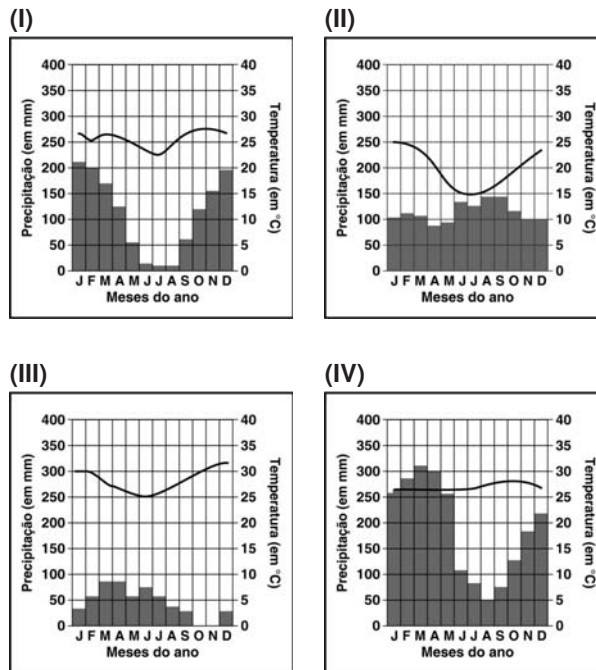 (I)
(II)
400 40
350 35
300 30
250 25
200 20
150 15
100 10
50 5
0 0
Precipitação (em mm)
Temperatura (em °C)
J F M A M J J A S O N D
Meses do ano
400 40
350 35
300 30
250 25
200 20
150 15
100 10
50 5
0 0
Precipitação (em mm)
Temperatura (em °C)
J F M A M J J A S O N D
Meses do ano
(III)
(IV)
400 40
350 35
300 30
250 25
200 20
150 15
100 10
50 5
0 0
Precipitação (em mm)
Temperatura (em °C)
J F M A M J J A S O N D
Meses do ano
400 40
350 35
300 30
250 25
200 20
150 15
100 10
50 5
0 0
Precipitação (em mm)
Temperatura (em °C)
J F M A M J J A S O N D
Meses do ano